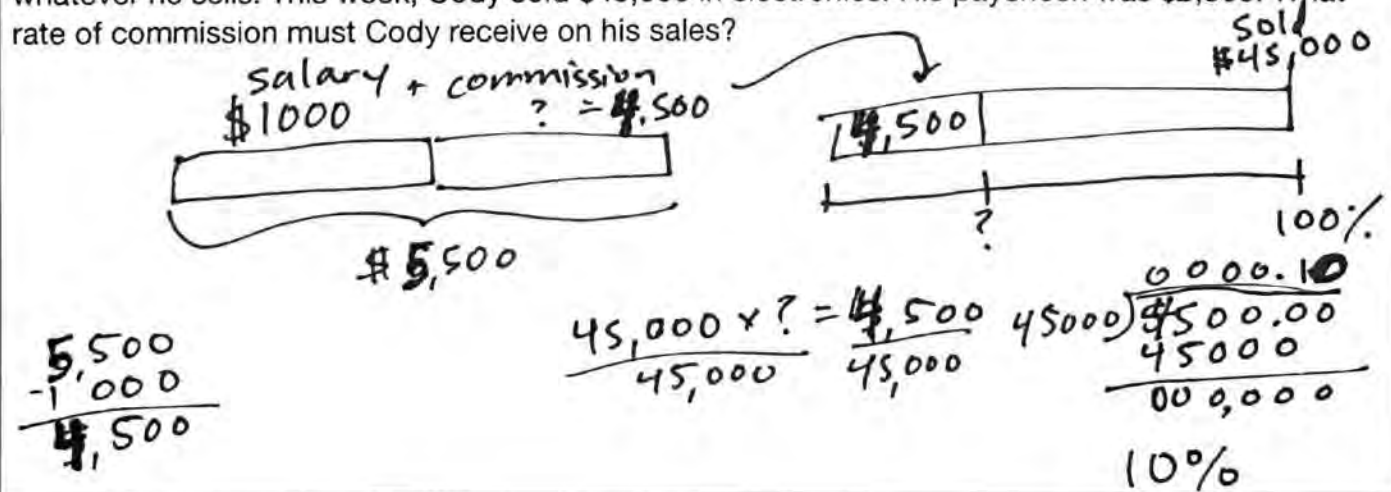 rate of commission must Cody receive on his sales?
salary + commission
$1000 ? = 4,500
$5,500
sold
$45,000
4,500
? 100%
5,500
-1 000
4,500
45,000 x ? = 4,500
45,000 45,000
0000.10
45000)4500.00
45000
000,000
10%